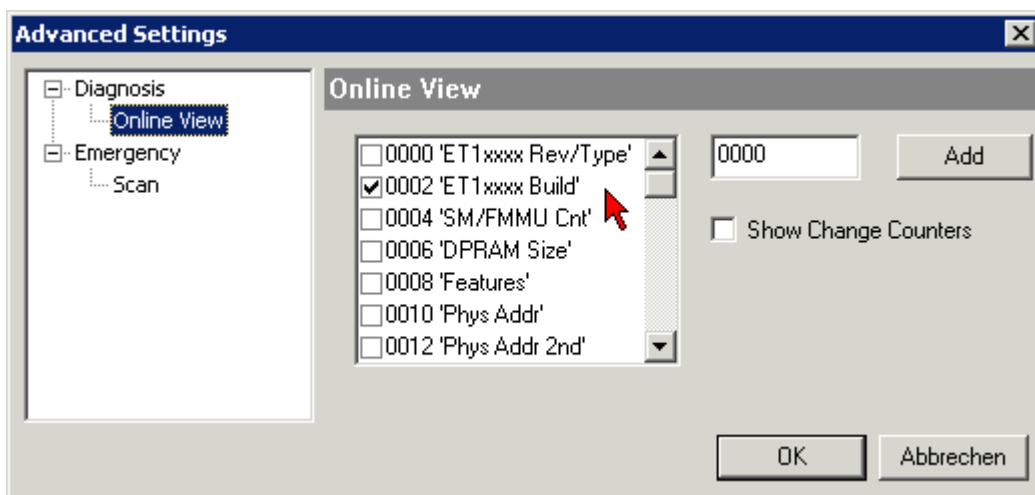 Advanced Settings
Diagnosis
Online View
Emergency
Scan
Online View
0000 'ET1xxxx Rev/Type'
0002 'ET1xxxx Build'
0004 'SM/FMMU Cnt'
0006 'DPRAM Size'
0008 'Features'
0010 'Phys Addr'
0012 'Phys Addr 2nd'
0000
Add
Show Change Counters
OK
Abbrechen